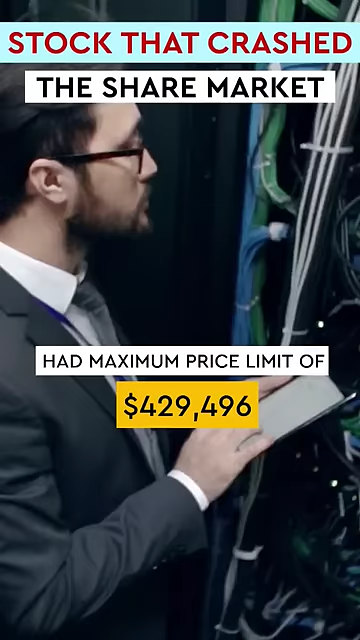 STOCK THAT CRASHED
THE SHARE MARKET
HAD MAXIMUM PRICE LIMIT OF
$429,496